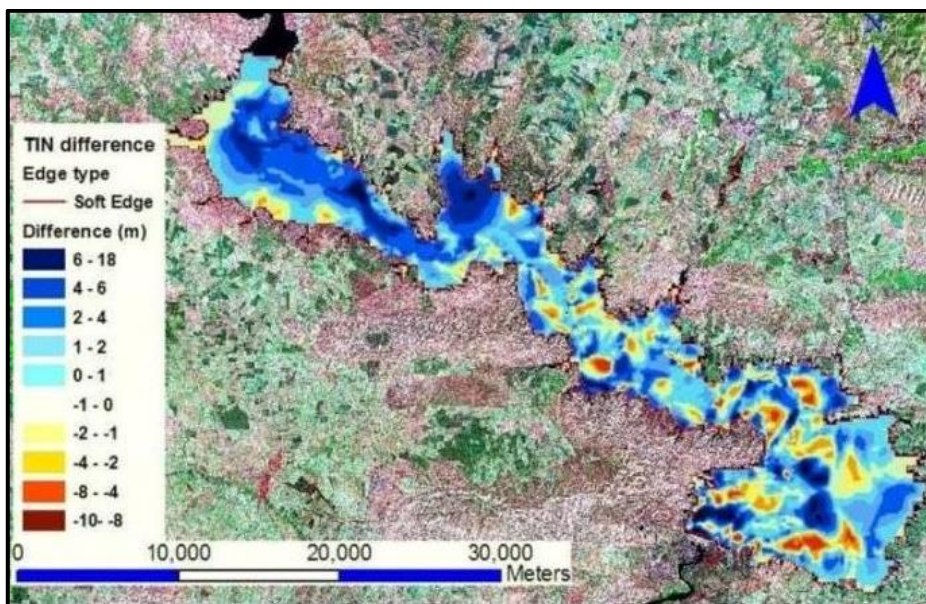 TIN difference
Edge type
Soft Edge
Difference (m)
6 - 18
4 - 6
2 - 4
1 - 2
0 - 1
-1 - 0
-2 - -1
-4 - -2
-8 - -4
-10- -8
0 10,000 20,000 30,000
Meters